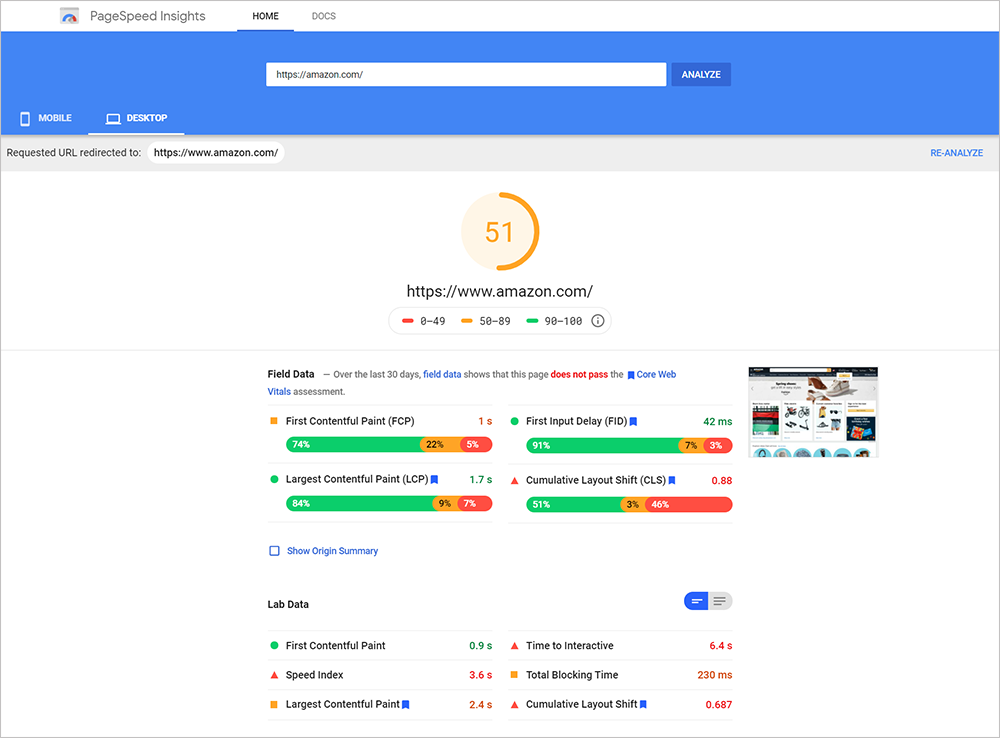 PageSpeed Insights HOME DOCS
https://amazon.com/ ANALYZE
MOBILE DESKTOP
Requested URL redirected to: https://www.amazon.com/ RE-ANALYZE
51
https://www.amazon.com/
0–49 50–89 90–100
Field Data — Over the last 30 days, field data shows that this page does not pass the Core Web
Vitals assessment.
First Contentful Paint (FCP) 1 s
74% 22% 5%
First Input Delay (FID) 42 ms
91% 7% 3%
Largest Contentful Paint (LCP) 1.7 s
84% 9% 7%
Cumulative Layout Shift (CLS) 0.88
51% 3% 46%
Show Origin Summary
Lab Data
First Contentful Paint 0.9 s
Time to Interactive 6.4 s
Speed Index 3.6 s
Total Blocking Time 230 ms
Largest Contentful Paint 2.4 s
Cumulative Layout Shift 0.687